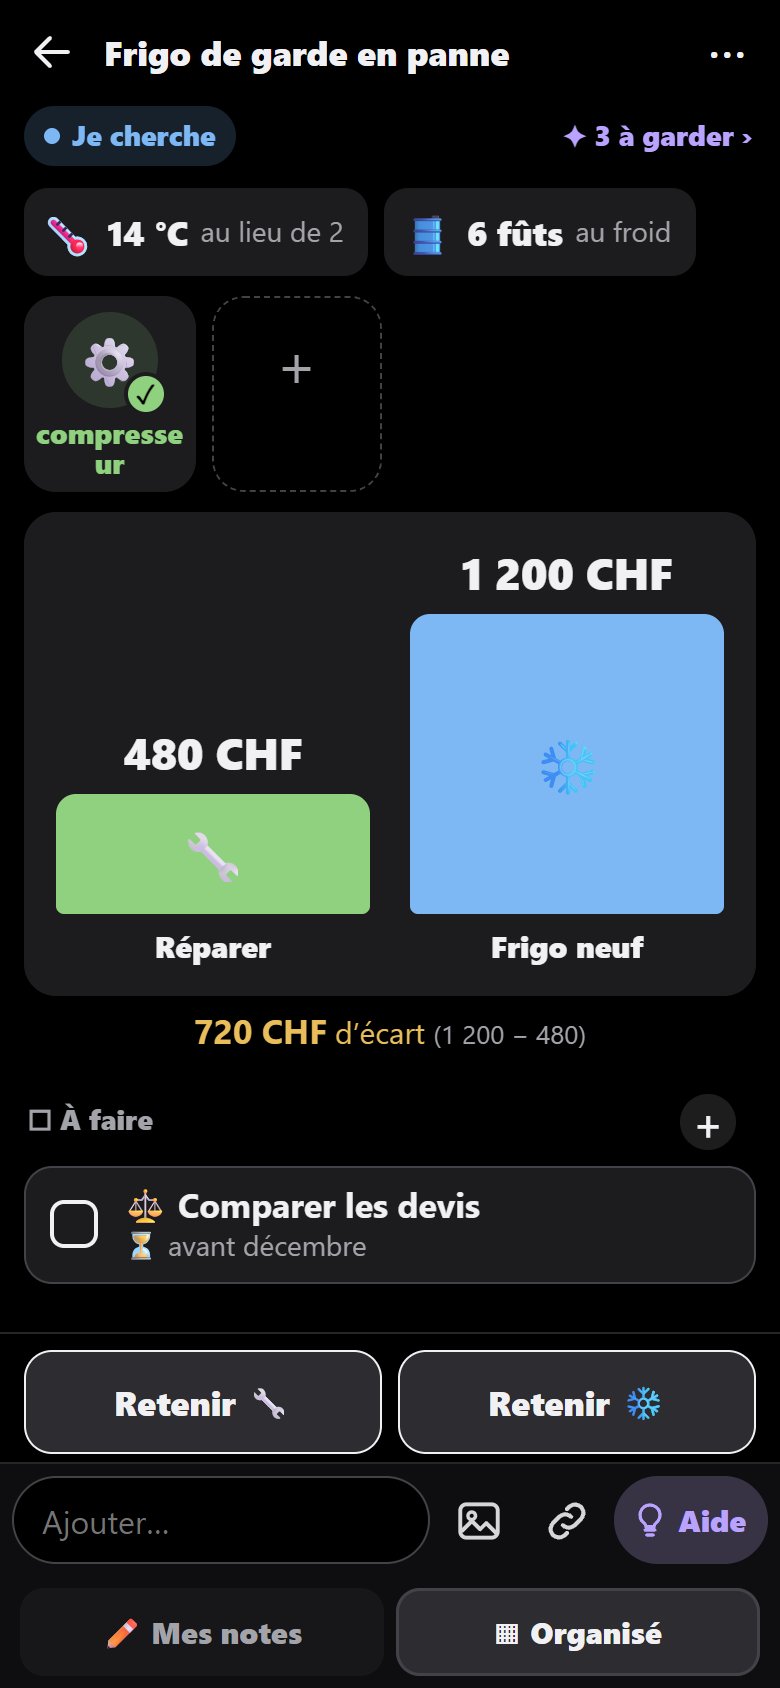 Frigo de garde en panne
Je cherche
3 à garder ›
14 °C au lieu de 2
6 fûts au froid
compresse
ur
+
1 200 CHF
480 CHF
Réparer
Frigo neuf
720 CHF d’écart (1 200 – 480)
À faire
+
Comparer les devis
avant décembre
Retenir
Retenir
Ajouter...
Aide
Mes notes
Organisé